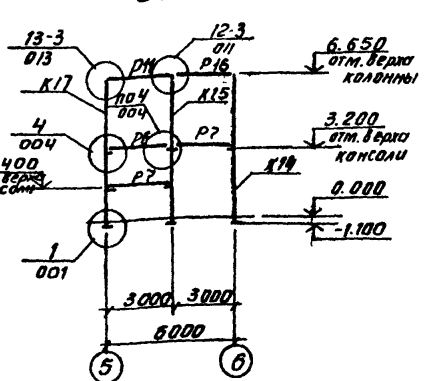 13-3
013
12-3
011
Р11
Р16
6.650
отм. верха
колонны
К17
по 4
004
К15
4
004
Р7
3.200
отм. верха
консоли
400
верха
К14
Р7
0.000
-1.100
1
001
3000
3000
6000
5
6